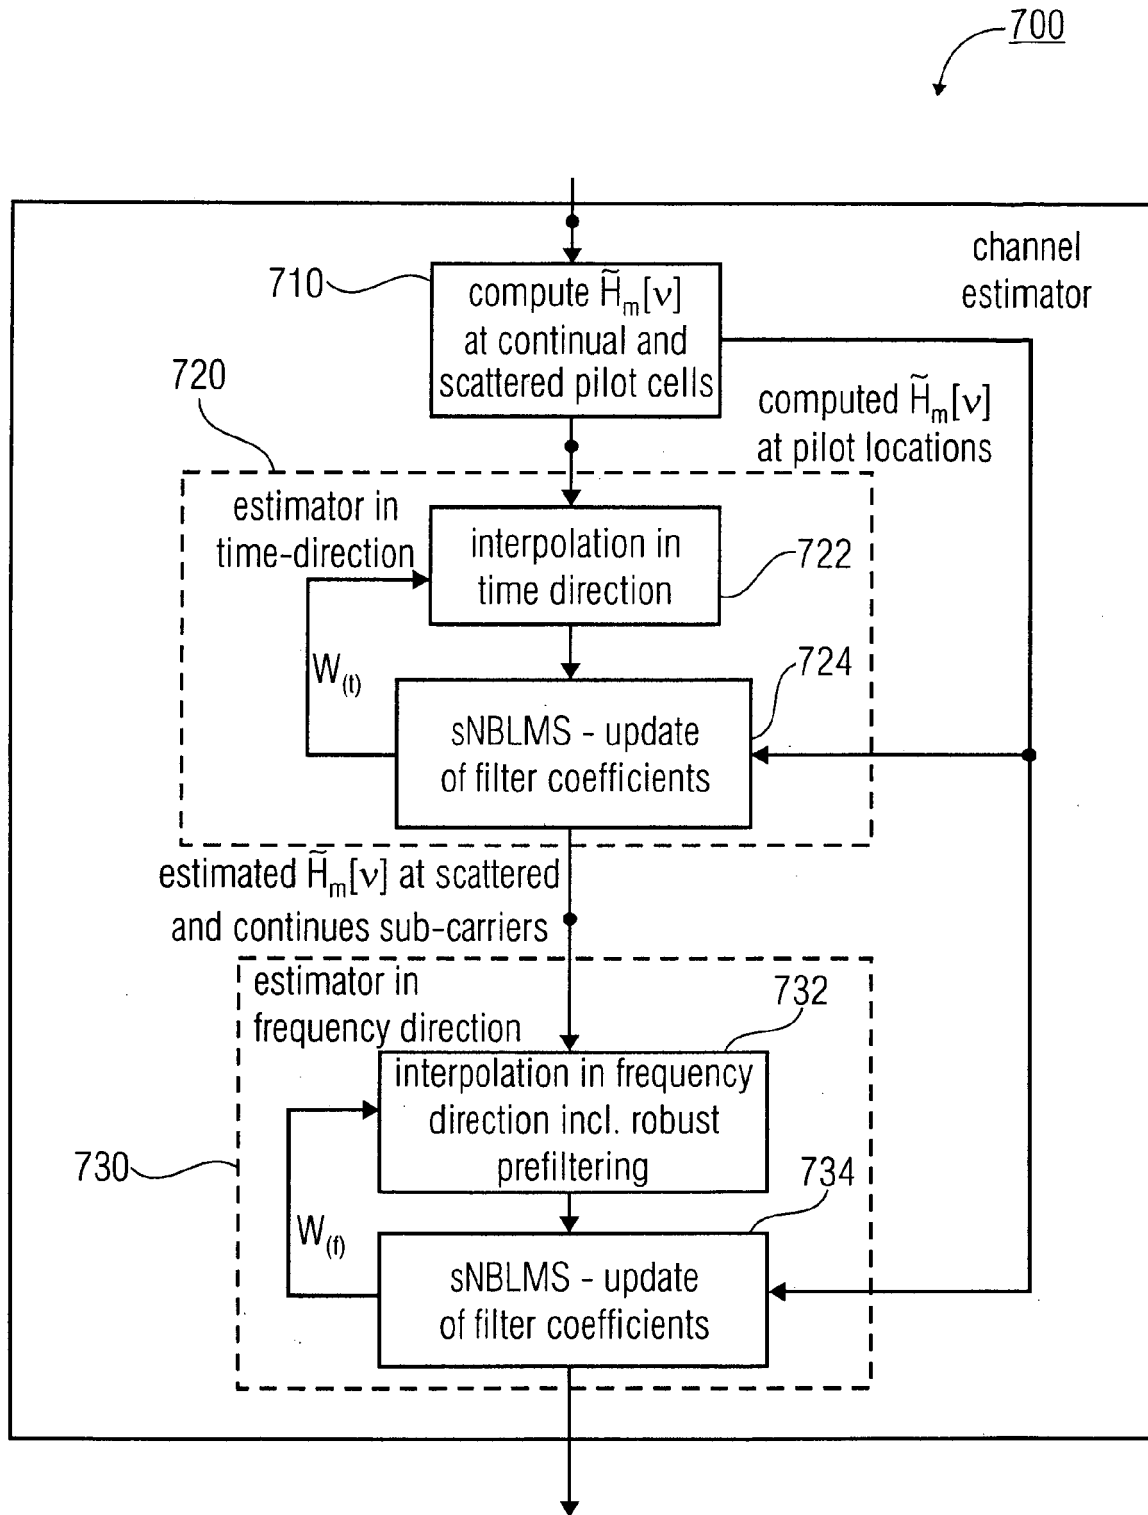 700
channel
estimator
710
compute H̃m[ν]
at continual and
scattered pilot cells
720
computed H̃m[ν]
at pilot locations
estimator in
time-direction
interpolation in
time direction
722
W(t)
724
sNBLMS - update
of filter coefficients
estimated H̃m[ν] at scattered
and continues sub-carriers
estimator in
frequency direction
732
interpolation in frequency
direction incl. robust
prefiltering
730
734
W(f)
sNBLMS - update
of filter coefficients